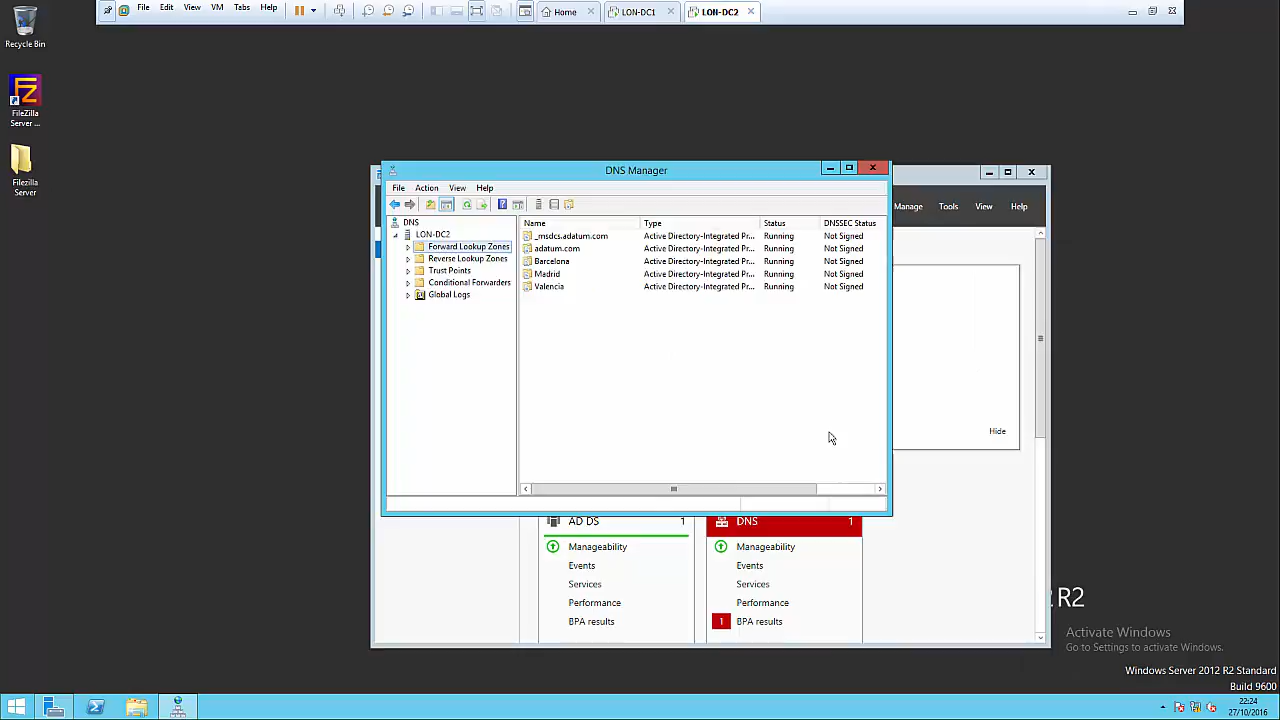 File Edit View VM Tabs Help
Home
LON-DC1
LON-DC2
Recycle Bin
FileZilla
Server ...
Filezilla
Server
DNS Manager
File Action View Help
Manage Tools View Help
DNS
LON-DC2
Forward Lookup Zones
Reverse Lookup Zones
Trust Points
Conditional Forwarders
Global Logs
Name Type Status DNSSEC Status
_msdcs.adatum.com Active Directory-Integrated Pr... Running Not Signed
adatum.com Active Directory-Integrated Pr... Running Not Signed
Barcelona Active Directory-Integrated Pr... Running Not Signed
Madrid Active Directory-Integrated Pr... Running Not Signed
Valencia Active Directory-Integrated Pr... Running Not Signed
Hide
AD DS 1
Manageability
Events
Services
Performance
BPA results
DNS 1
Manageability
Events
Services
Performance
1 BPA results
R2
Activate Windows
Go to Settings to activate Windows.
Windows Server 2012 R2 Standard
Build 9600
22:24
27/10/2016